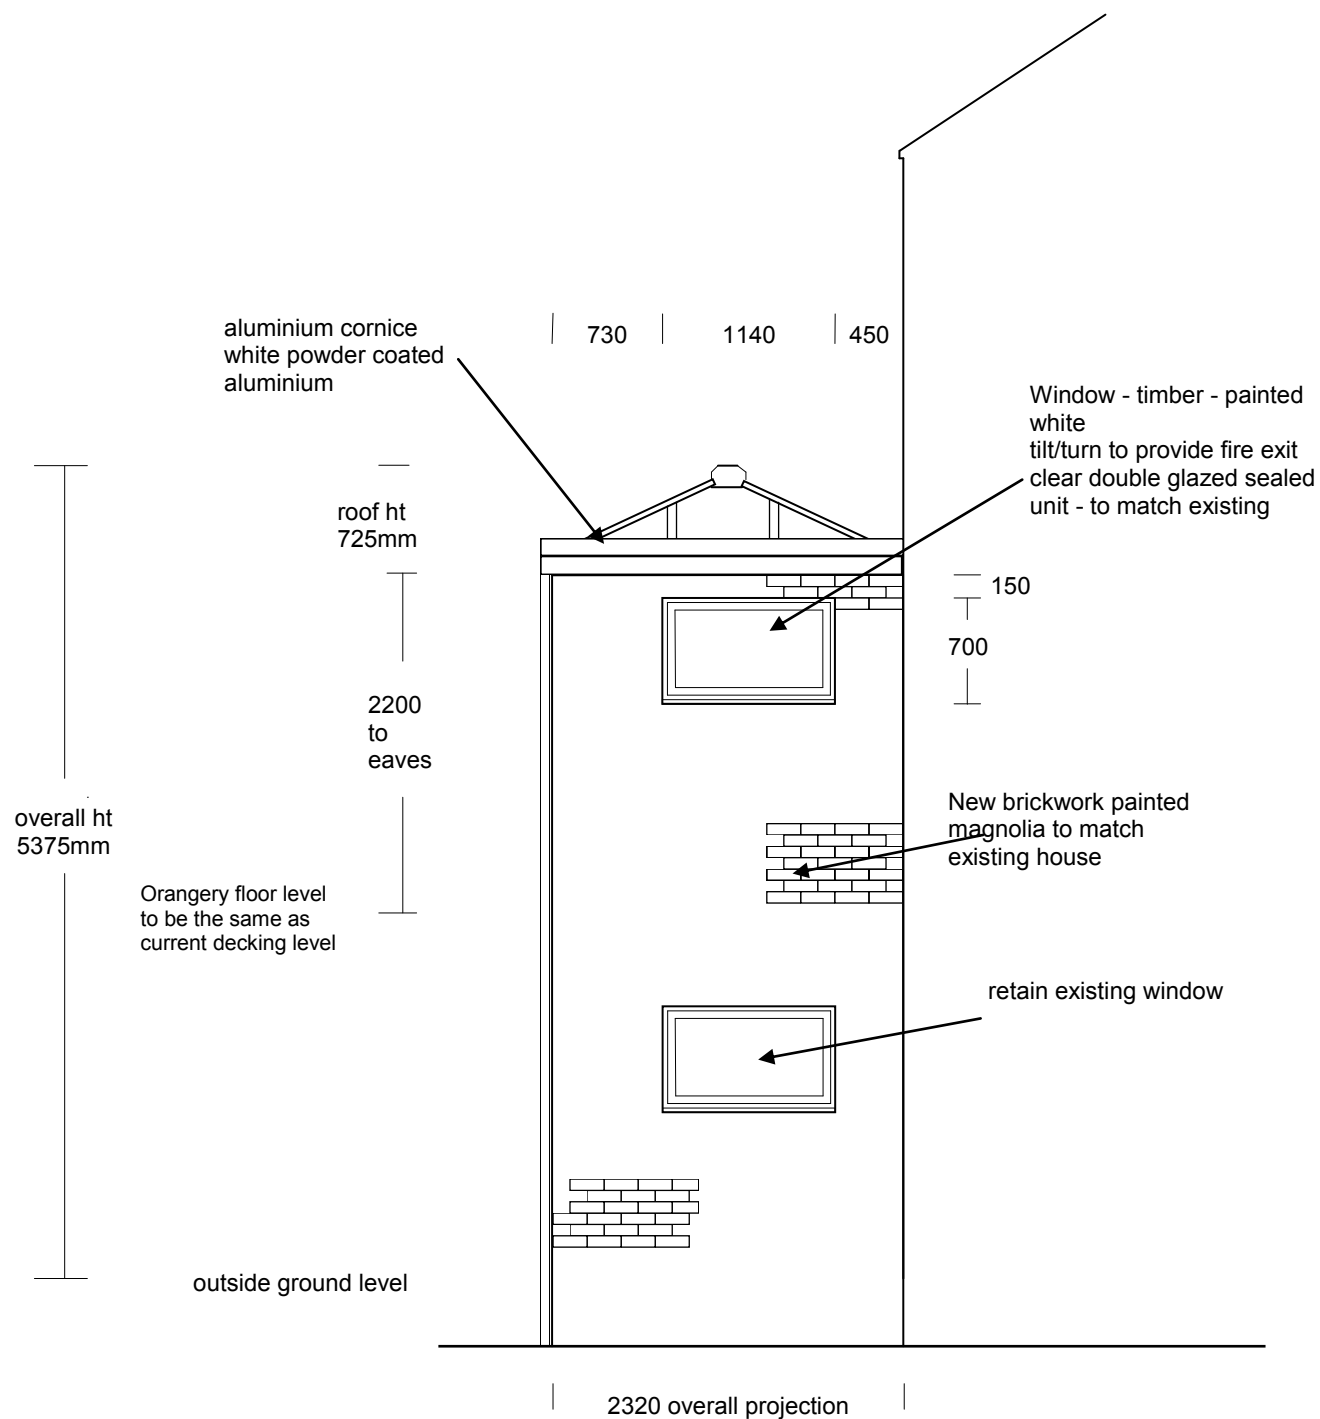 730
1140
450
aluminium cornice
white powder coated
aluminium
Window - timber - painted
white
tilt/turn to provide fire exit
clear double glazed sealed
unit - to match existing
roof ht
725mm
150
700
2200
to
eaves
overall ht
5375mm
New brickwork painted
magnolia to match
existing house
Orangery floor level
to be the same as
current decking level
retain existing window
outside ground level
2320 overall projection